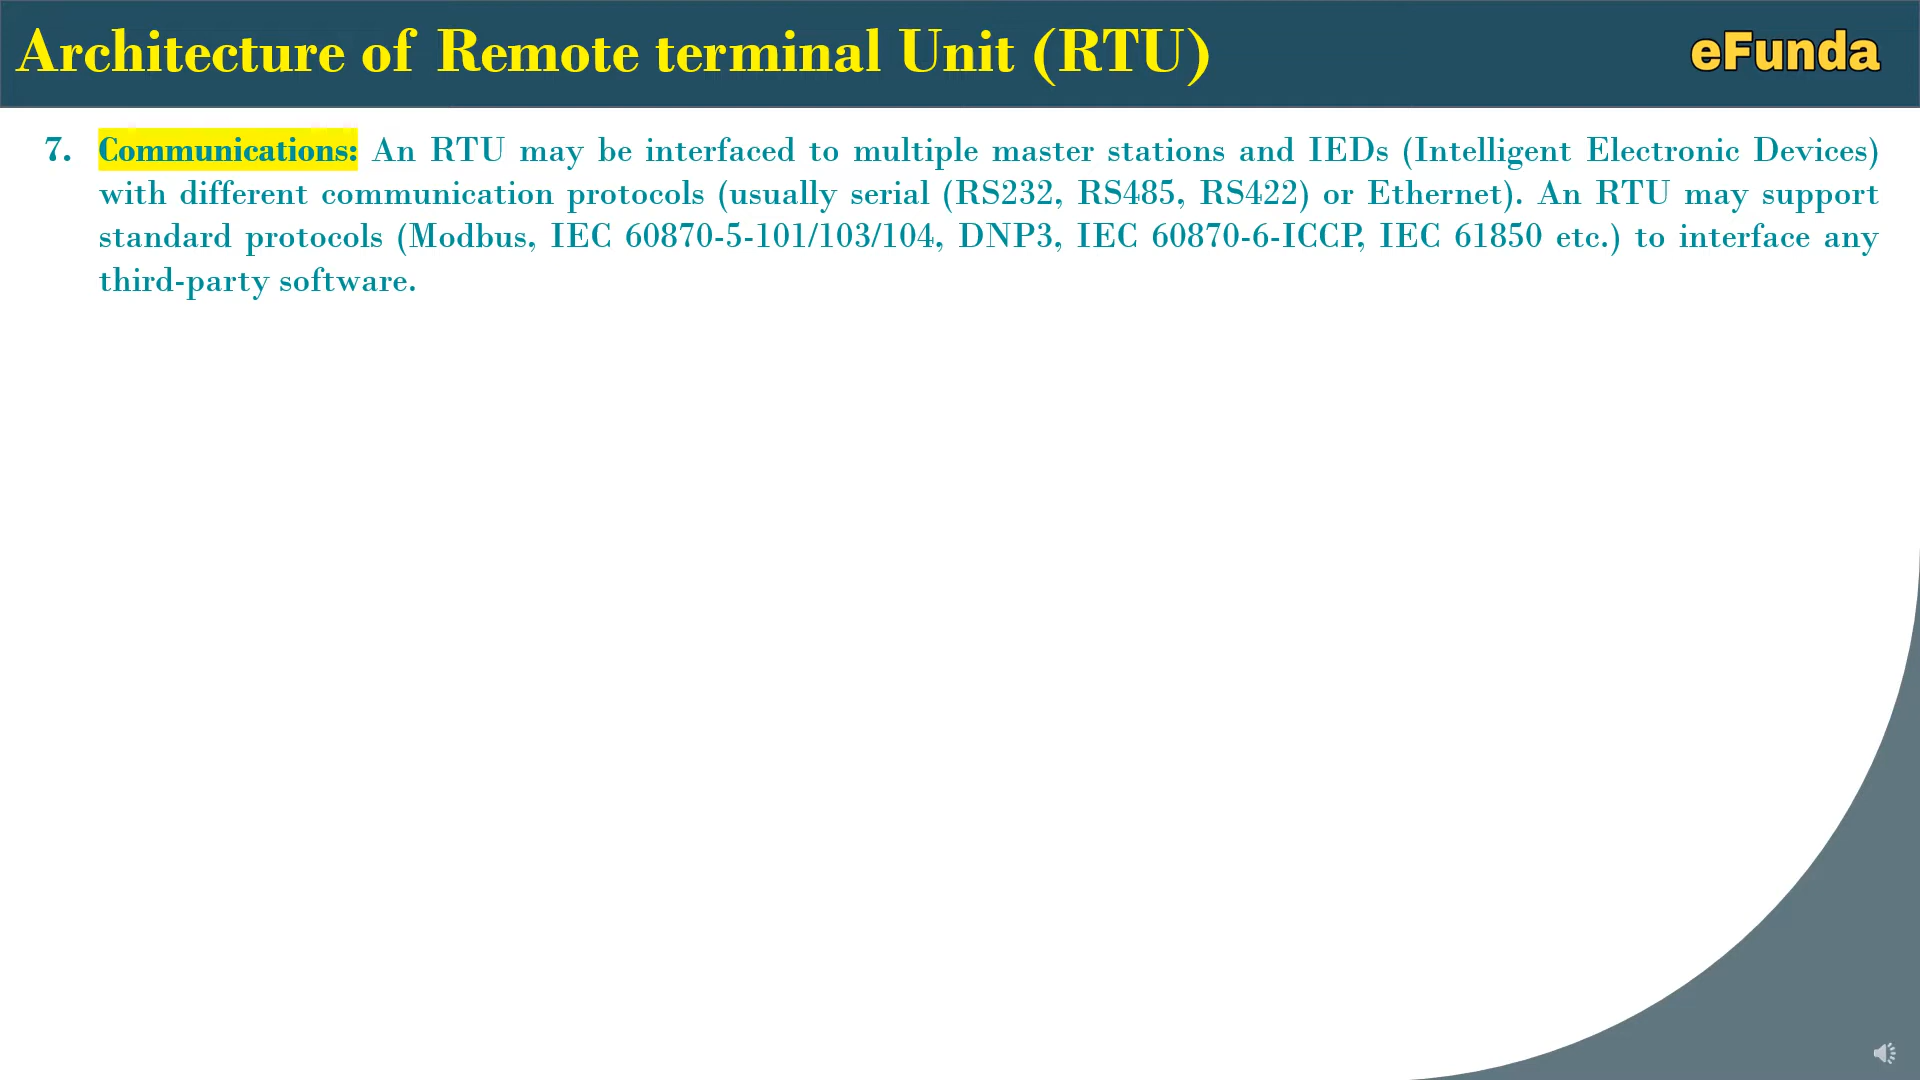 Architecture of Remote terminal Unit (RTU)
eFunda
7. Communications: An RTU may be interfaced to multiple master stations and IEDs (Intelligent Electronic Devices)
with different communication protocols (usually serial (RS232, RS485, RS422) or Ethernet). An RTU may support
standard protocols (Modbus, IEC 60870-5-101/103/104, DNP3, IEC 60870-6-ICCP, IEC 61850 etc.) to interface any
third-party software.